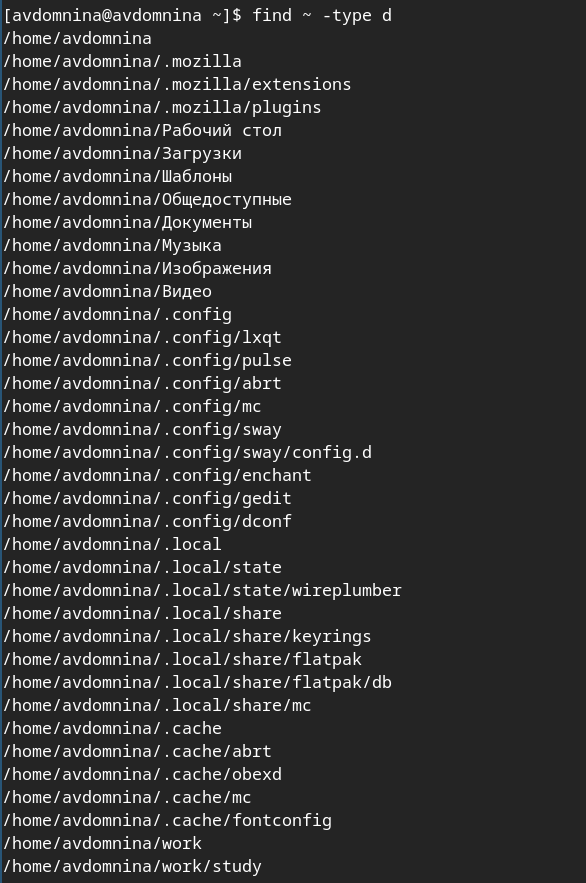 [avdomnina@avdomnina ~]$ find ~ -type d
/home/avdomnina
/home/avdomnina/.mozilla
/home/avdomnina/.mozilla/extensions
/home/avdomnina/.mozilla/plugins
/home/avdomnina/Рабочий стол
/home/avdomnina/Загрузки
/home/avdomnina/Шаблоны
/home/avdomnina/Общедоступные
/home/avdomnina/Документы
/home/avdomnina/Музыка
/home/avdomnina/Изображения
/home/avdomnina/Видео
/home/avdomnina/.config
/home/avdomnina/.config/lxqt
/home/avdomnina/.config/pulse
/home/avdomnina/.config/abrt
/home/avdomnina/.config/mc
/home/avdomnina/.config/sway
/home/avdomnina/.config/sway/config.d
/home/avdomnina/.config/enchant
/home/avdomnina/.config/gedit
/home/avdomnina/.config/dconf
/home/avdomnina/.local
/home/avdomnina/.local/state
/home/avdomnina/.local/state/wireplumber
/home/avdomnina/.local/share
/home/avdomnina/.local/share/keyrings
/home/avdomnina/.local/share/flatpak
/home/avdomnina/.local/share/flatpak/db
/home/avdomnina/.local/share/mc
/home/avdomnina/.cache
/home/avdomnina/.cache/abrt
/home/avdomnina/.cache/obexd
/home/avdomnina/.cache/mc
/home/avdomnina/.cache/fontconfig
/home/avdomnina/work
/home/avdomnina/work/study